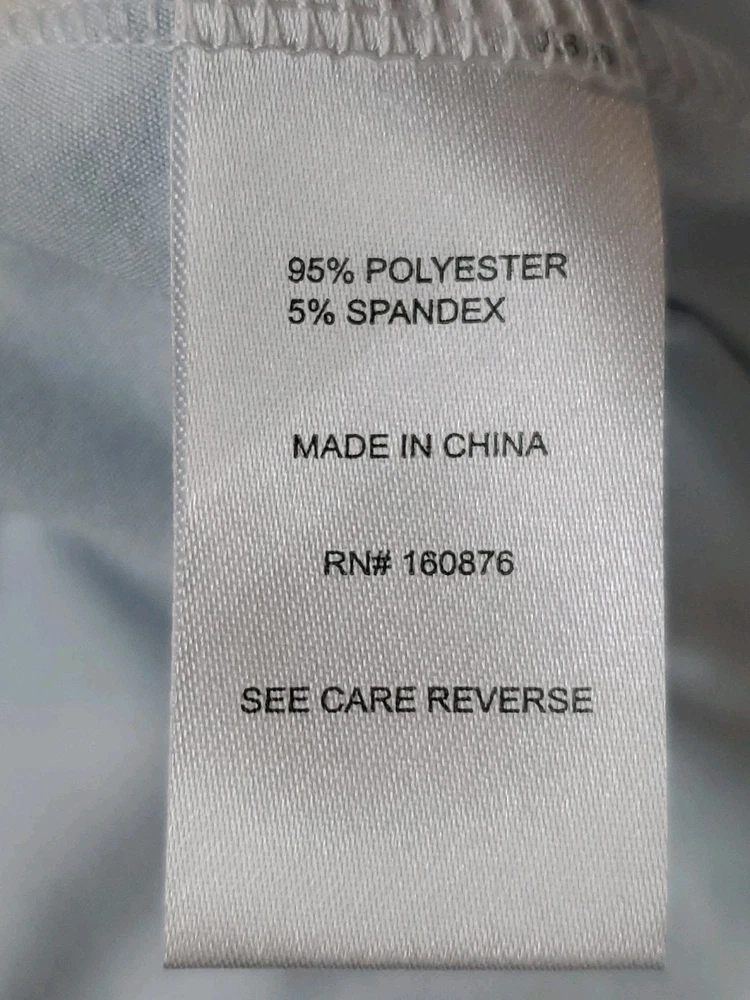 95% POLYESTER
5% SPANDEX
MADE IN CHINA
RN# 160876
SEE CARE REVERSE